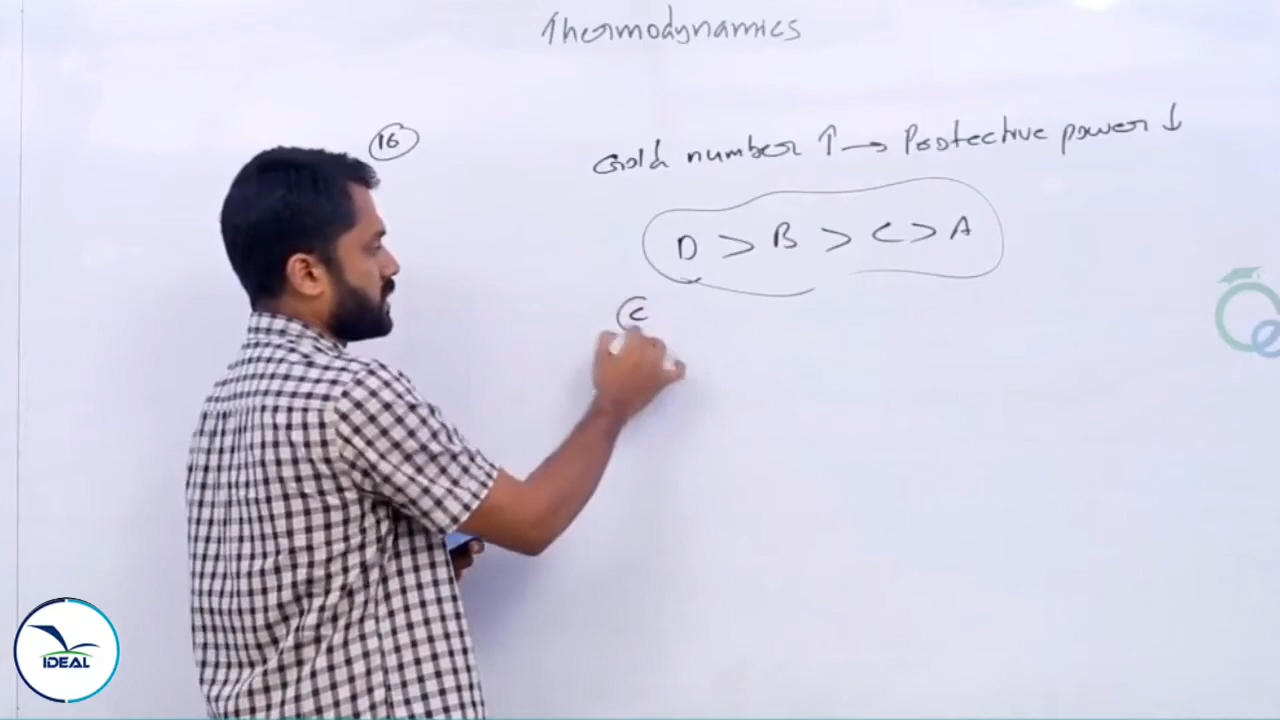 Thermodynamics
16
Gold number ↑ → Protective power ↓
D > B > C > A
C
IDEAL